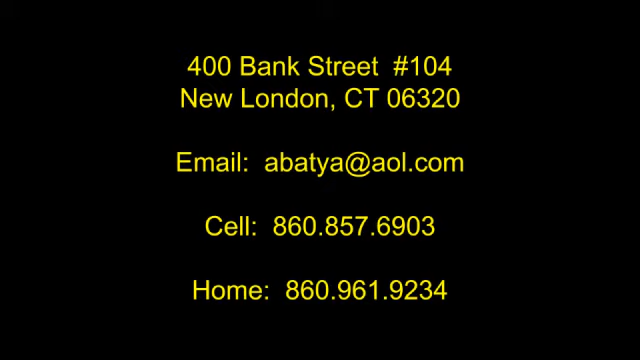 400 Bank Street  #104
New London, CT 06320
Email:  abatya@aol.com
Cell:  860.857.6903
Home:  860.961.9234